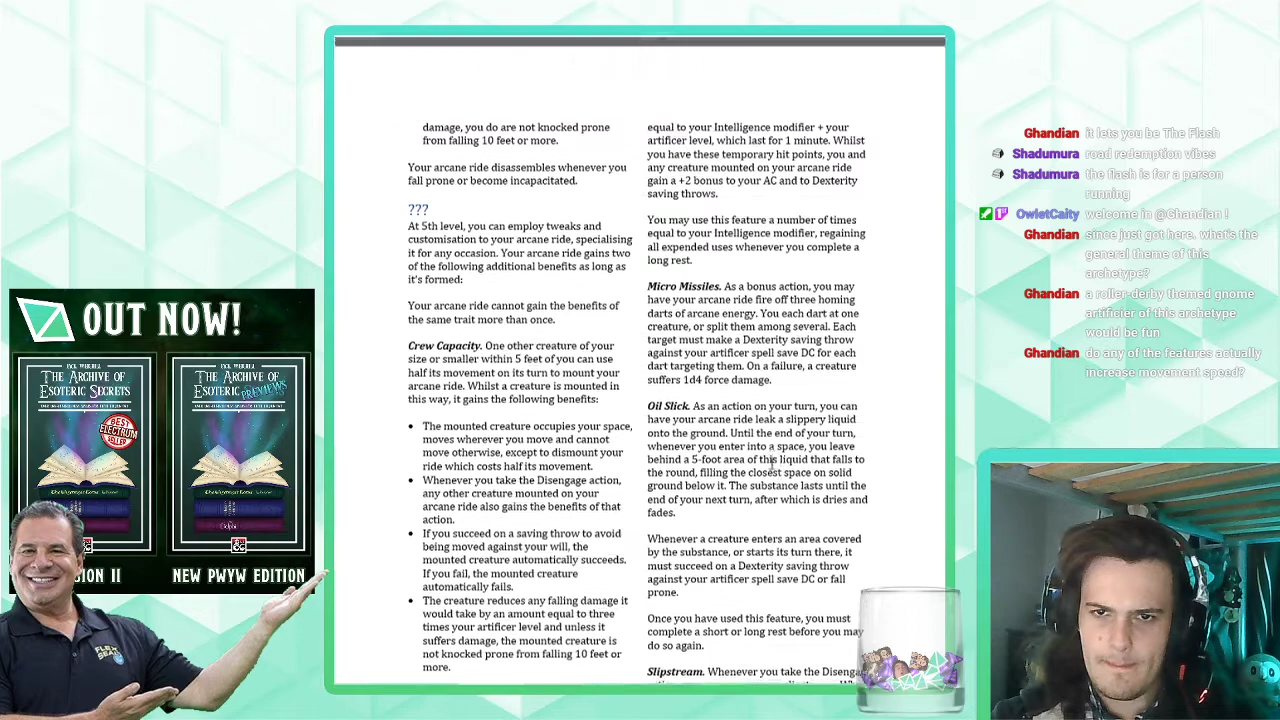 OUT NOW!
THE ARCHIVE OF
ESOTERIC SECRETS
BEST
ELECTRUM
SELLER
THE ARCHIVE OF
ESOTERIC PREVIEWS
ION II
NEW PWYW EDITION
FLEX
SEAL
damage, you do are not knocked prone
from falling 10 feet or more.
Your arcane ride disassembles whenever you
fall prone or become incapacitated.
???
At 5th level, you can employ tweaks and
customisation to your arcane ride, specialising
it for any occasion. Your arcane ride gains two
of the following additional benefits as long as
it's formed:
Your arcane ride cannot gain the benefits of
the same trait more than once.
Crew Capacity. One other creature of your
size or smaller within 5 feet of you can use
half its movement on its turn to mount your
arcane ride. Whilst a creature is mounted in
this way, it gains the following benefits:
• The mounted creature occupies your space,
moves wherever you move and cannot
move otherwise, except to dismount your
ride which costs half its movement.
• Whenever you take the Disengage action,
any other creature mounted on your
arcane ride also gains the benefits of that
action.
• If you succeed on a saving throw to avoid
being moved against your will, the
mounted creature automatically succeeds.
If you fail, the mounted creature
automatically fails.
• The creature reduces any falling damage it
would take by an amount equal to three
times your artificer level and unless it
suffers damage, the mounted creature is
not knocked prone from falling 10 feet or
more.
equal to your Intelligence modifier + your
artificer level, which last for 1 minute. Whilst
you have these temporary hit points, you and
any creature mounted on your arcane ride
gain a +2 bonus to your AC and to Dexterity
saving throws.
You may use this feature a number of times
equal to your Intelligence modifier, regaining
all expended uses whenever you complete a
long rest.
Micro Missiles. As a bonus action, you may
have your arcane ride fire off three homing
darts of arcane energy. You each dart at one
creature, or split them among several. Each
target must make a Dexterity saving throw
against your artificer spell save DC for each
dart targeting them. On a failure, a creature
suffers 1d4 force damage.
Oil Slick. As an action on your turn, you can
have your arcane ride leak a slippery liquid
onto the ground. Until the end of your turn,
whenever you enter into a space, you leave
behind a 5-foot area of this liquid that falls to
the round, filling the closest space on solid
ground below it. The substance lasts until the
end of your next turn, after which is dries and
fades.
Whenever a creature enters an area covered
by the substance, or starts its turn there, it
must succeed on a Dexterity saving throw
against your artificer spell save DC or fall
prone.
Once you have used this feature, you must
complete a short or long rest before you may
do so again.
Slipstream. Whenever you take the Disenga
Ghandian it lets you be The Flash
Shadumura road redemption vibes
Shadumura the flash is for a person
running
OwletCaity welcome in @Ghandian !
Ghandian since just got here. what's the
general theme of this
archetype?
Ghandian a roller-derby themed gnome
artificier of this archetype
would be fun
Ghandian do any of the features actually
increase movement speed?